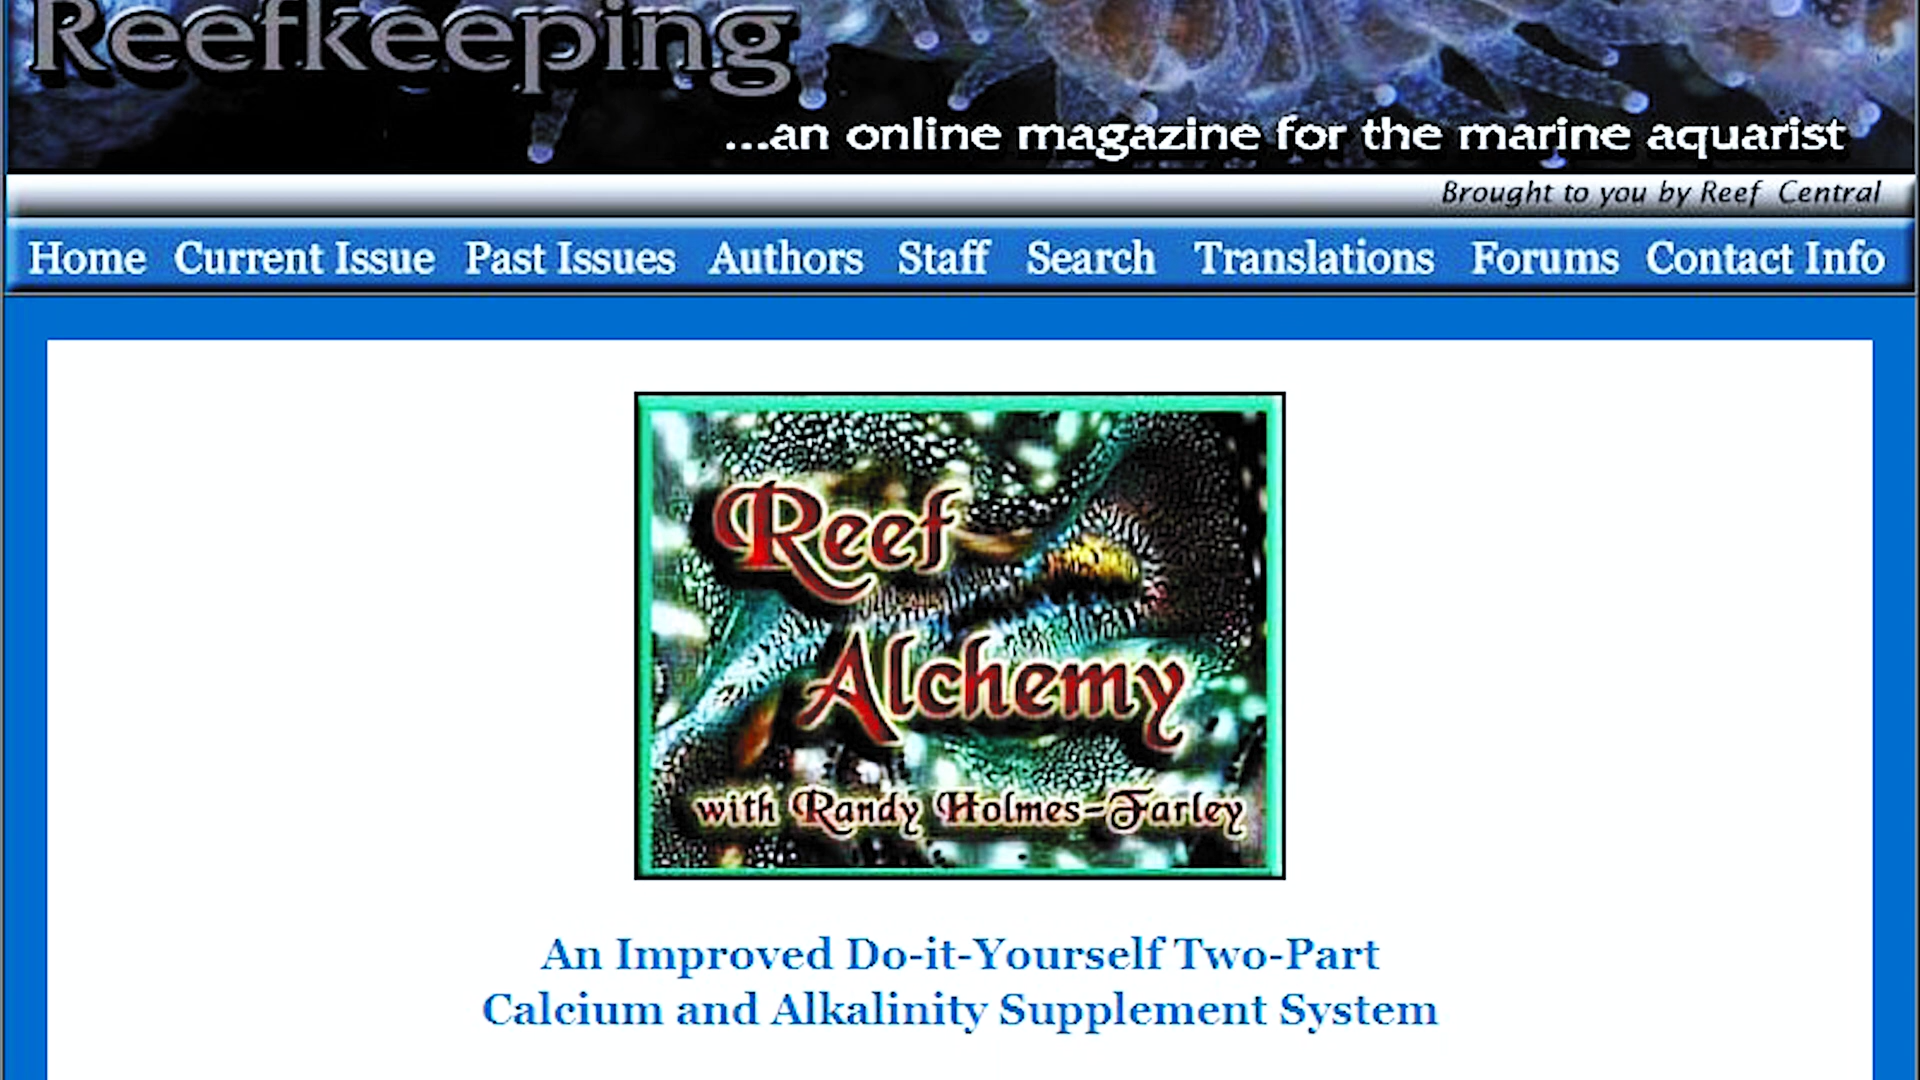 Reefkeeping
...an online magazine for the marine aquarist
Brought to you by Reef Central
Home Current Issue Past Issues Authors Staff Search Translations Forums Contact Info
Reef
Alchemy
with Randy Holmes-Farley
An Improved Do-it-Yourself Two-Part
Calcium and Alkalinity Supplement System